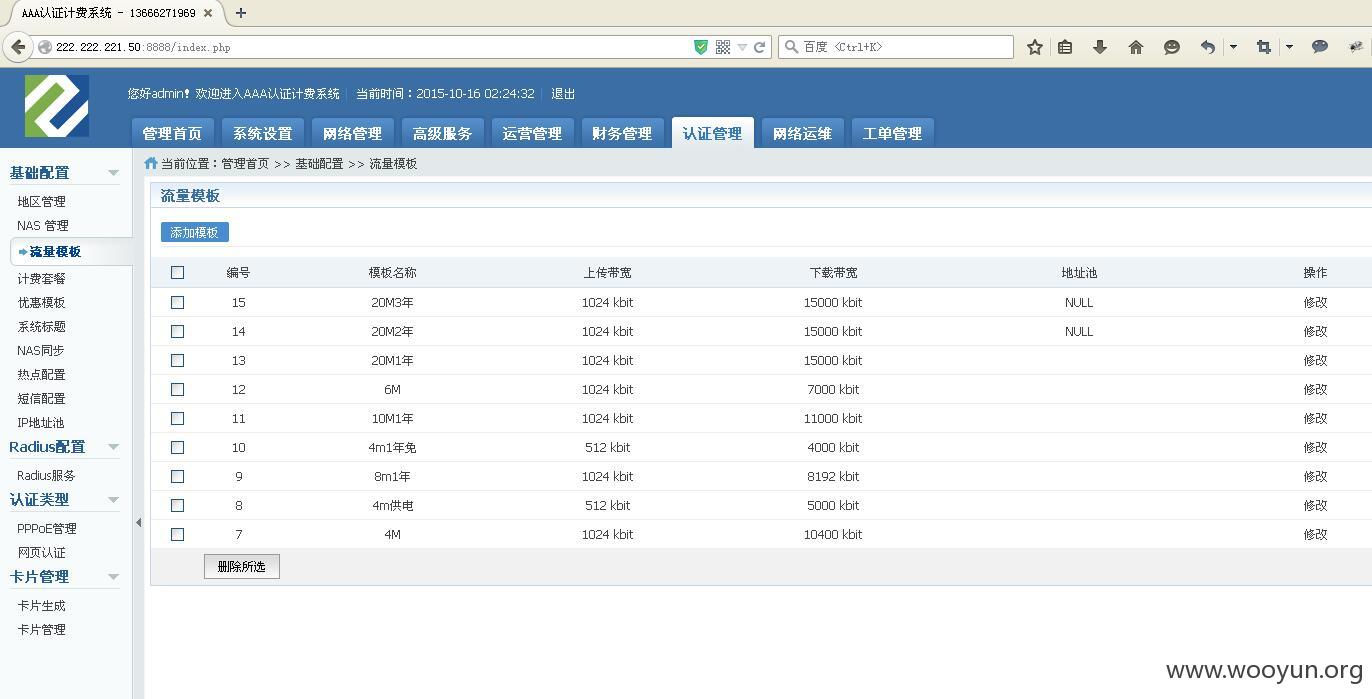 AAA认证计费系统 - 13666271969
222.222.221.50:8888/index.php
百度 <Ctrl+K>
您好admin! 欢迎进入AAA认证计费系统 当前时间：2015-10-16 02:24:32 退出
管理首页 系统设置 网络管理 高级服务 运营管理 财务管理 认证管理 网络运维 工单管理
当前位置：管理首页 >> 基础配置 >> 流量模板
基础配置
地区管理
NAS 管理
流量模板
计费套餐
优惠模板
系统标题
NAS同步
热点配置
短信配置
IP地址池
Radius配置
Radius服务
认证类型
PPPoE管理
网页认证
卡片管理
卡片生成
卡片管理
流量模板
添加模板
编号 模板名称 上传带宽 下载带宽 地址池 操作
15 20M3年 1024 kbit 15000 kbit NULL 修改
14 20M2年 1024 kbit 15000 kbit NULL 修改
13 20M1年 1024 kbit 15000 kbit 修改
12 6M 1024 kbit 7000 kbit 修改
11 10M1年 1024 kbit 11000 kbit 修改
10 4m1年免 512 kbit 4000 kbit 修改
9 8m1年 1024 kbit 8192 kbit 修改
8 4m供电 512 kbit 5000 kbit 修改
7 4M 1024 kbit 10400 kbit 修改
删除所选
www.wooyun.org